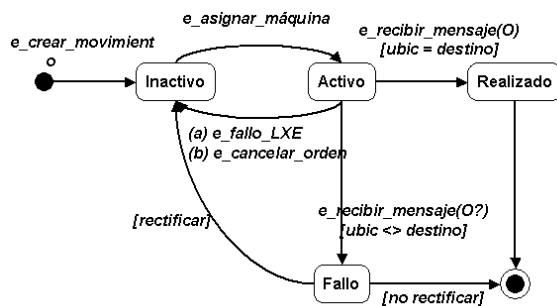 e_asignar_máquina
e_recibir_mensaje(O)
[ubic = destino]
e_crear_movimient
o
Inactivo
Activo
Realizado
(a) e_fallo_LXE
(b) e_cancelar_orden
[rectificar]
e_recibir_mensaje(O?)
[ubic <> destino]
Fallo
[no rectificar]